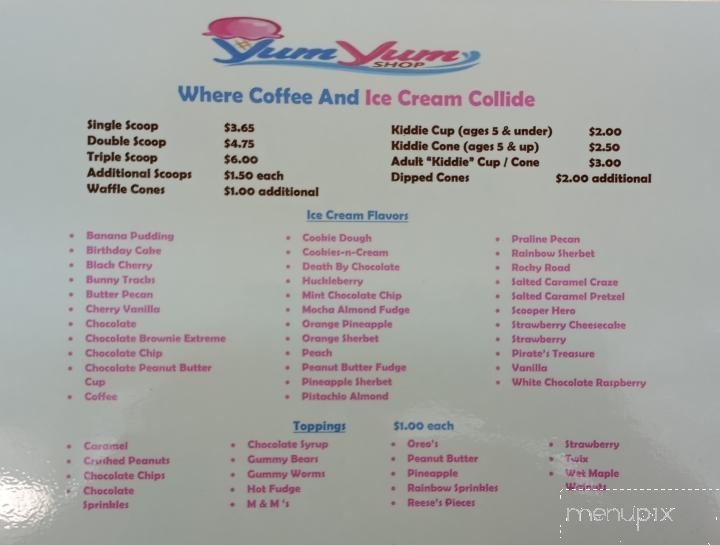 Yum Yum
SHOP
Where Coffee And Ice Cream Collide
Single Scoop $3.65
Double Scoop $4.75
Triple Scoop $6.00
Additional Scoops $1.50 each
Waffle Cones $1.00 additional
Kiddie Cup (ages 5 & under) $2.00
Kiddie Cone (ages 5 & up) $2.50
Adult "Kiddie" Cup / Cone $3.00
Dipped Cones $2.00 additional
Ice Cream Flavors
• Banana Pudding
• Birthday Cake
• Black Cherry
• Bunny Tracks
• Butter Pecan
• Cherry Vanilla
• Chocolate
• Chocolate Brownie Extreme
• Chocolate Chip
• Chocolate Peanut Butter
Cup
• Coffee
• Cookie Dough
• Cookies-n-Cream
• Death By Chocolate
• Huckleberry
• Mint Chocolate Chip
• Mocha Almond Fudge
• Orange Pineapple
• Orange Sherbet
• Peach
• Peanut Butter Fudge
• Pineapple Sherbet
• Pistachio Almond
• Praline Pecan
• Rainbow Sherbet
• Rocky Road
• Salted Caramel Craze
• Salted Caramel Pretzel
• Scooper Hero
• Strawberry Cheesecake
• Strawberry
• Pirate's Treasure
• Vanilla
• White Chocolate Raspberry
Toppings $1.00 each
• Caramel
• Crushed Peanuts
• Chocolate Chips
• Chocolate
Sprinkles
• Chocolate Syrup
• Gummy Bears
• Gummy Worms
• Hot Fudge
• M & M 's
• Oreo's
• Peanut Butter
• Pineapple
• Rainbow Sprinkles
• Reese's Pieces
• Strawberry
• Twix
• Wet Maple
Walnuts
menupix